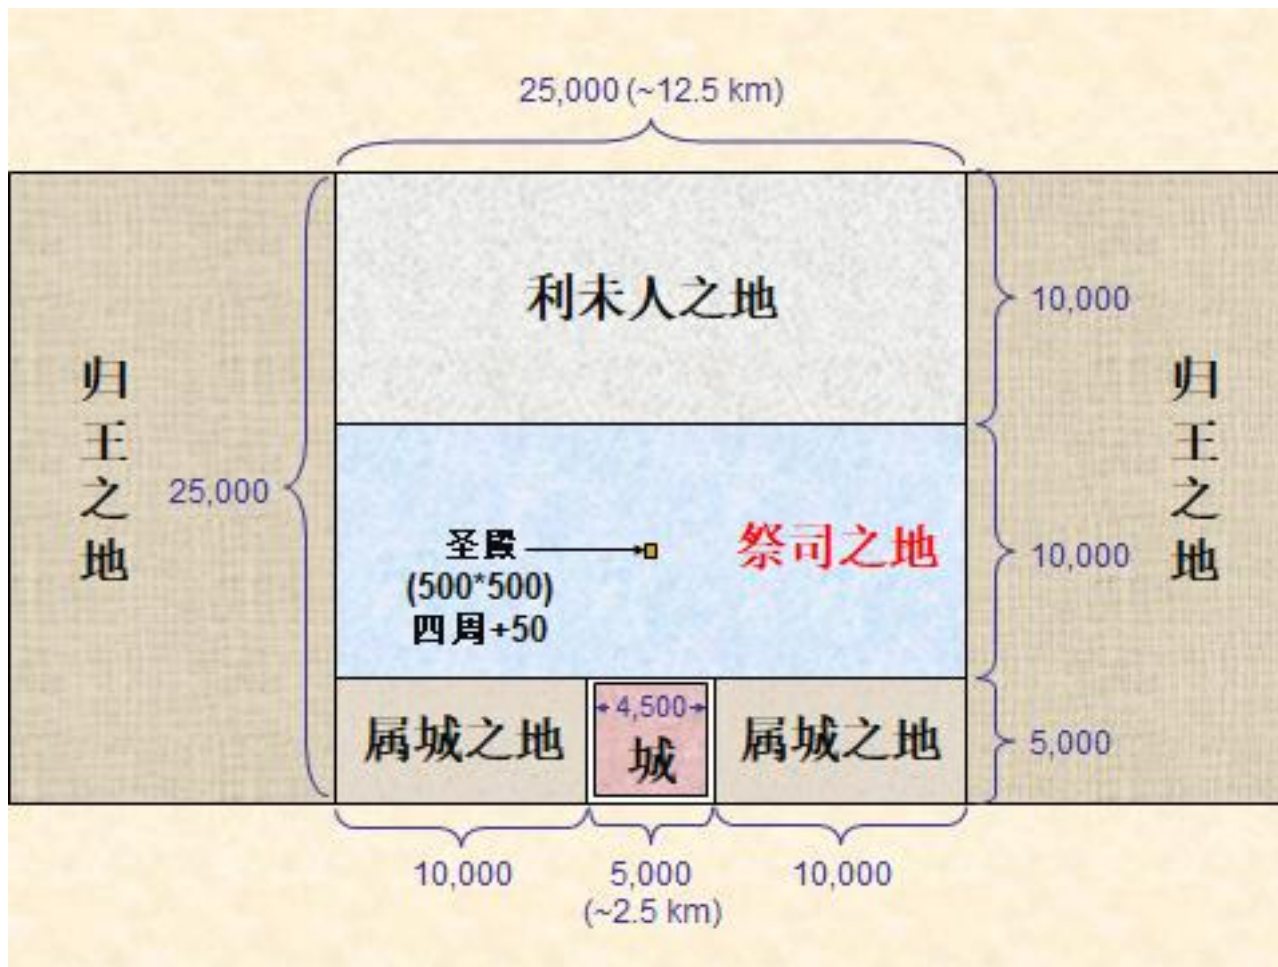 25,000 (~12.5 km)
利未人之地
10,000
归王之地
25,000
归王之地
圣殿
(500*500)
四周+50
祭司之地
10,000
属城之地
4,500
城
属城之地
5,000
10,000
5,000
(~2.5 km)
10,000